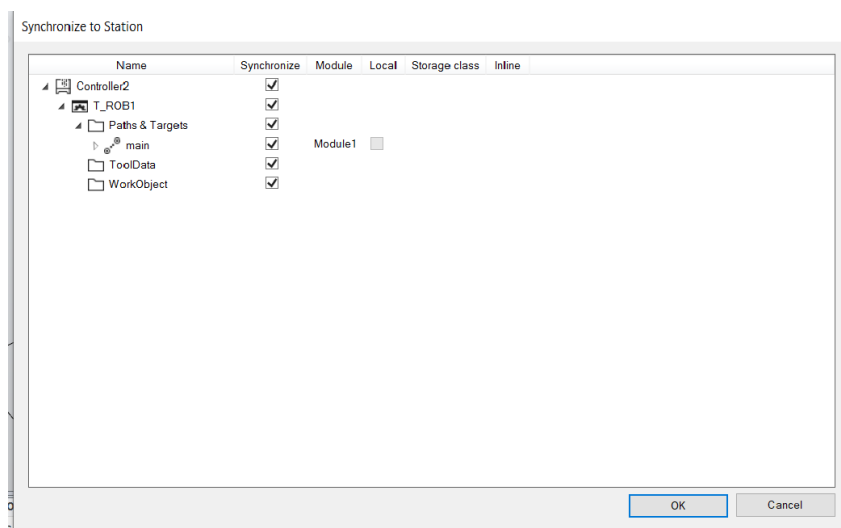 Synchronize to Station
Name Synchronize Module Local Storage class Inline
Controller2
T_ROB1
Paths & Targets
main Module1
ToolData
WorkObject
OK Cancel